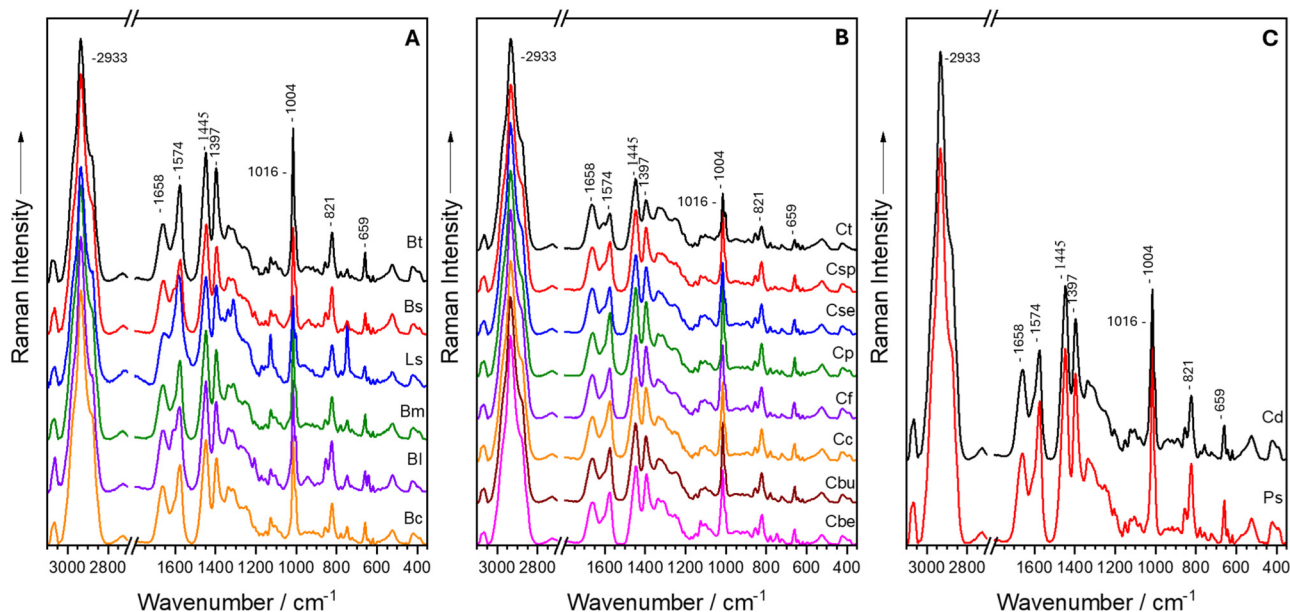 A
-2933
- 1658
- 1574
- 1445
- 1397
1016 -
- 1004
- 821
- 659
Bt
Bs
Ls
Bm
Bl
Bc
Raman Intensity
3000 2800 1600 1400 1200 1000 800 600 400
Wavenumber / cm-1
B
-2933
- 1658
- 1574
- 1445
- 1397
1016 -
- 1004
- 821
- 659
Ct
Csp
Cse
Cp
Cf
Cc
Cbu
Cbe
Raman Intensity
3000 2800 1600 1400 1200 1000 800 600 400
Wavenumber / cm-1
C
-2933
- 1658
- 1574
- 1445
- 1397
1016 -
- 1004
- 821
- 659
Cd
Ps
Raman Intensity
3000 2800 1600 1400 1200 1000 800 600 400
Wavenumber / cm-1